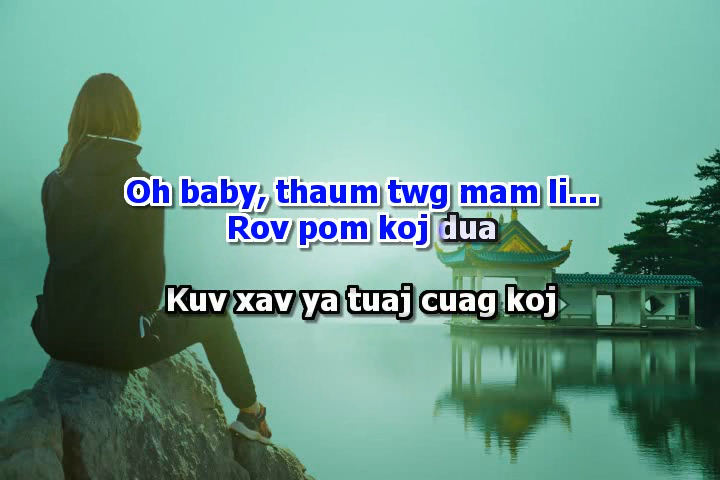 Oh baby, thaum twg mam li...
Rov pom koj dua
Kuv xav ya tuaj cuag koj